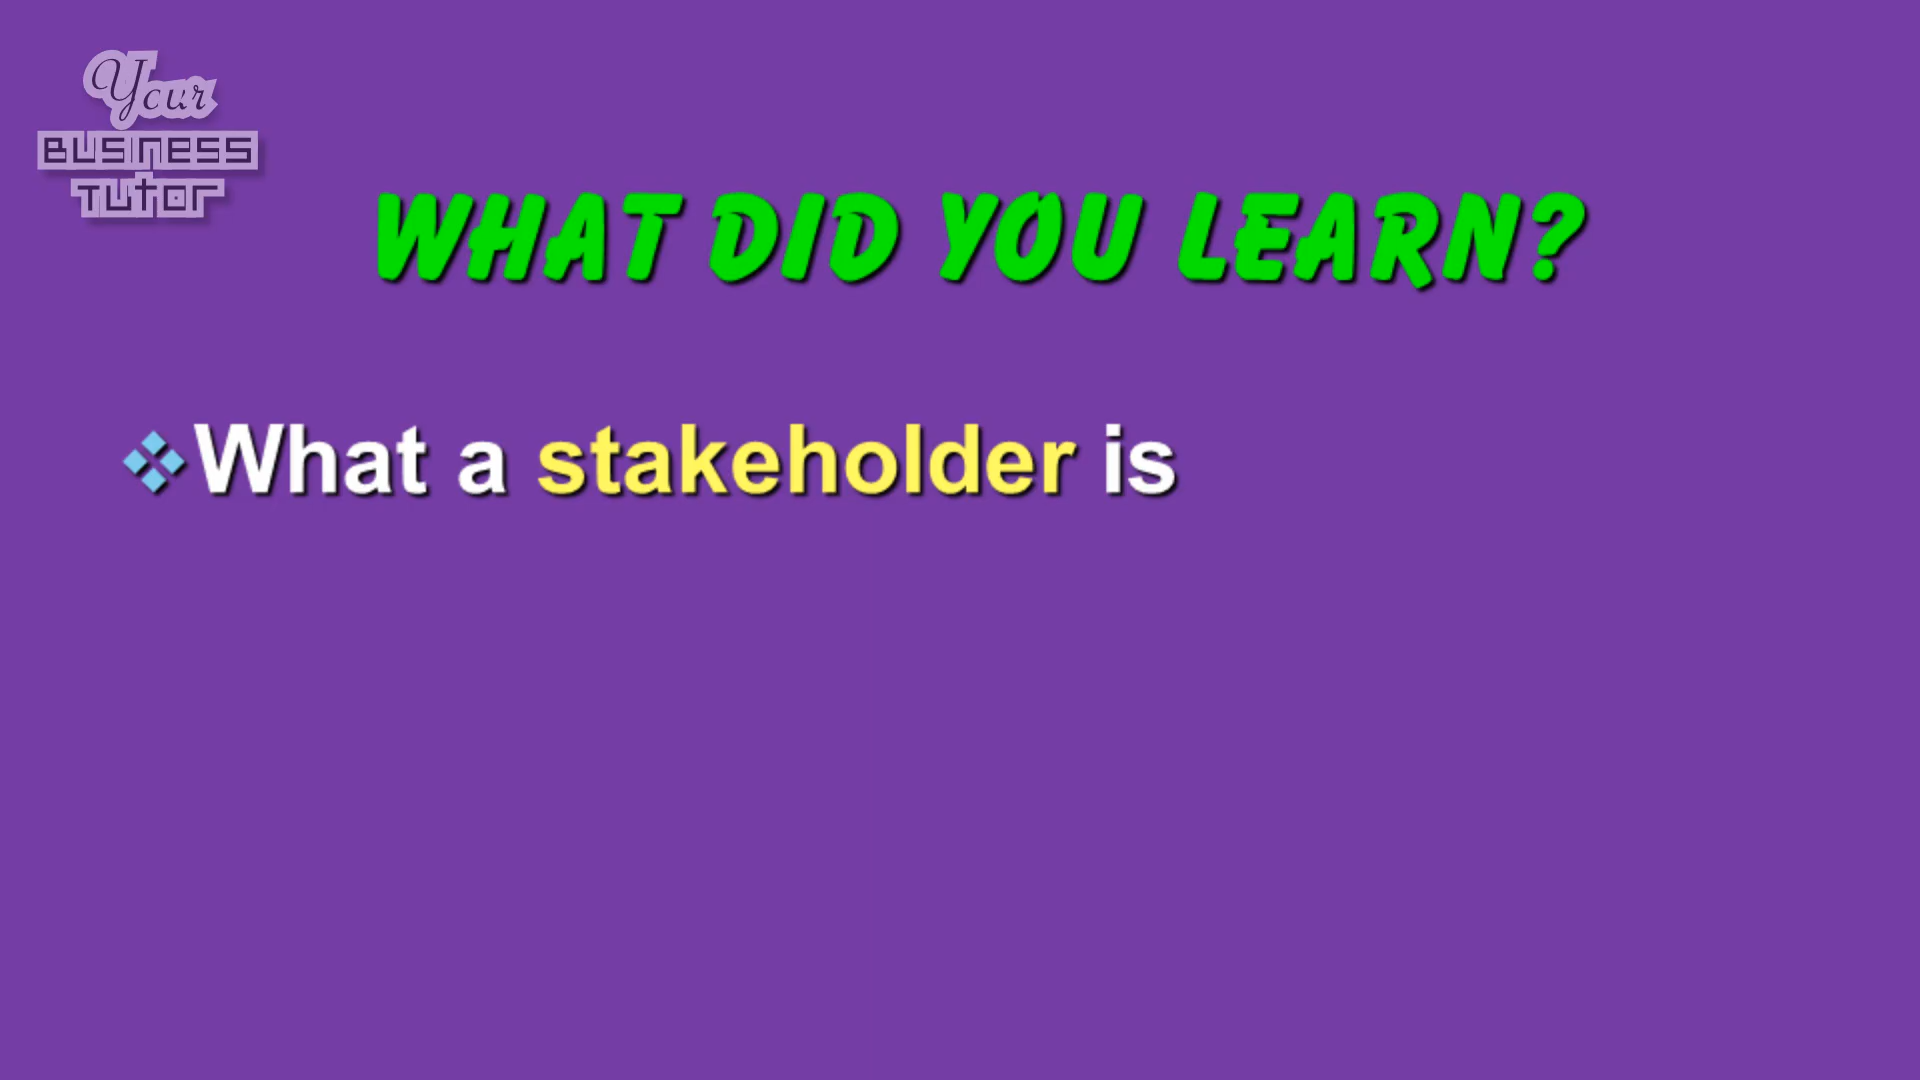 Your
BUSINESS
TUTOR
WHAT DID YOU LEARN?
What a stakeholder is